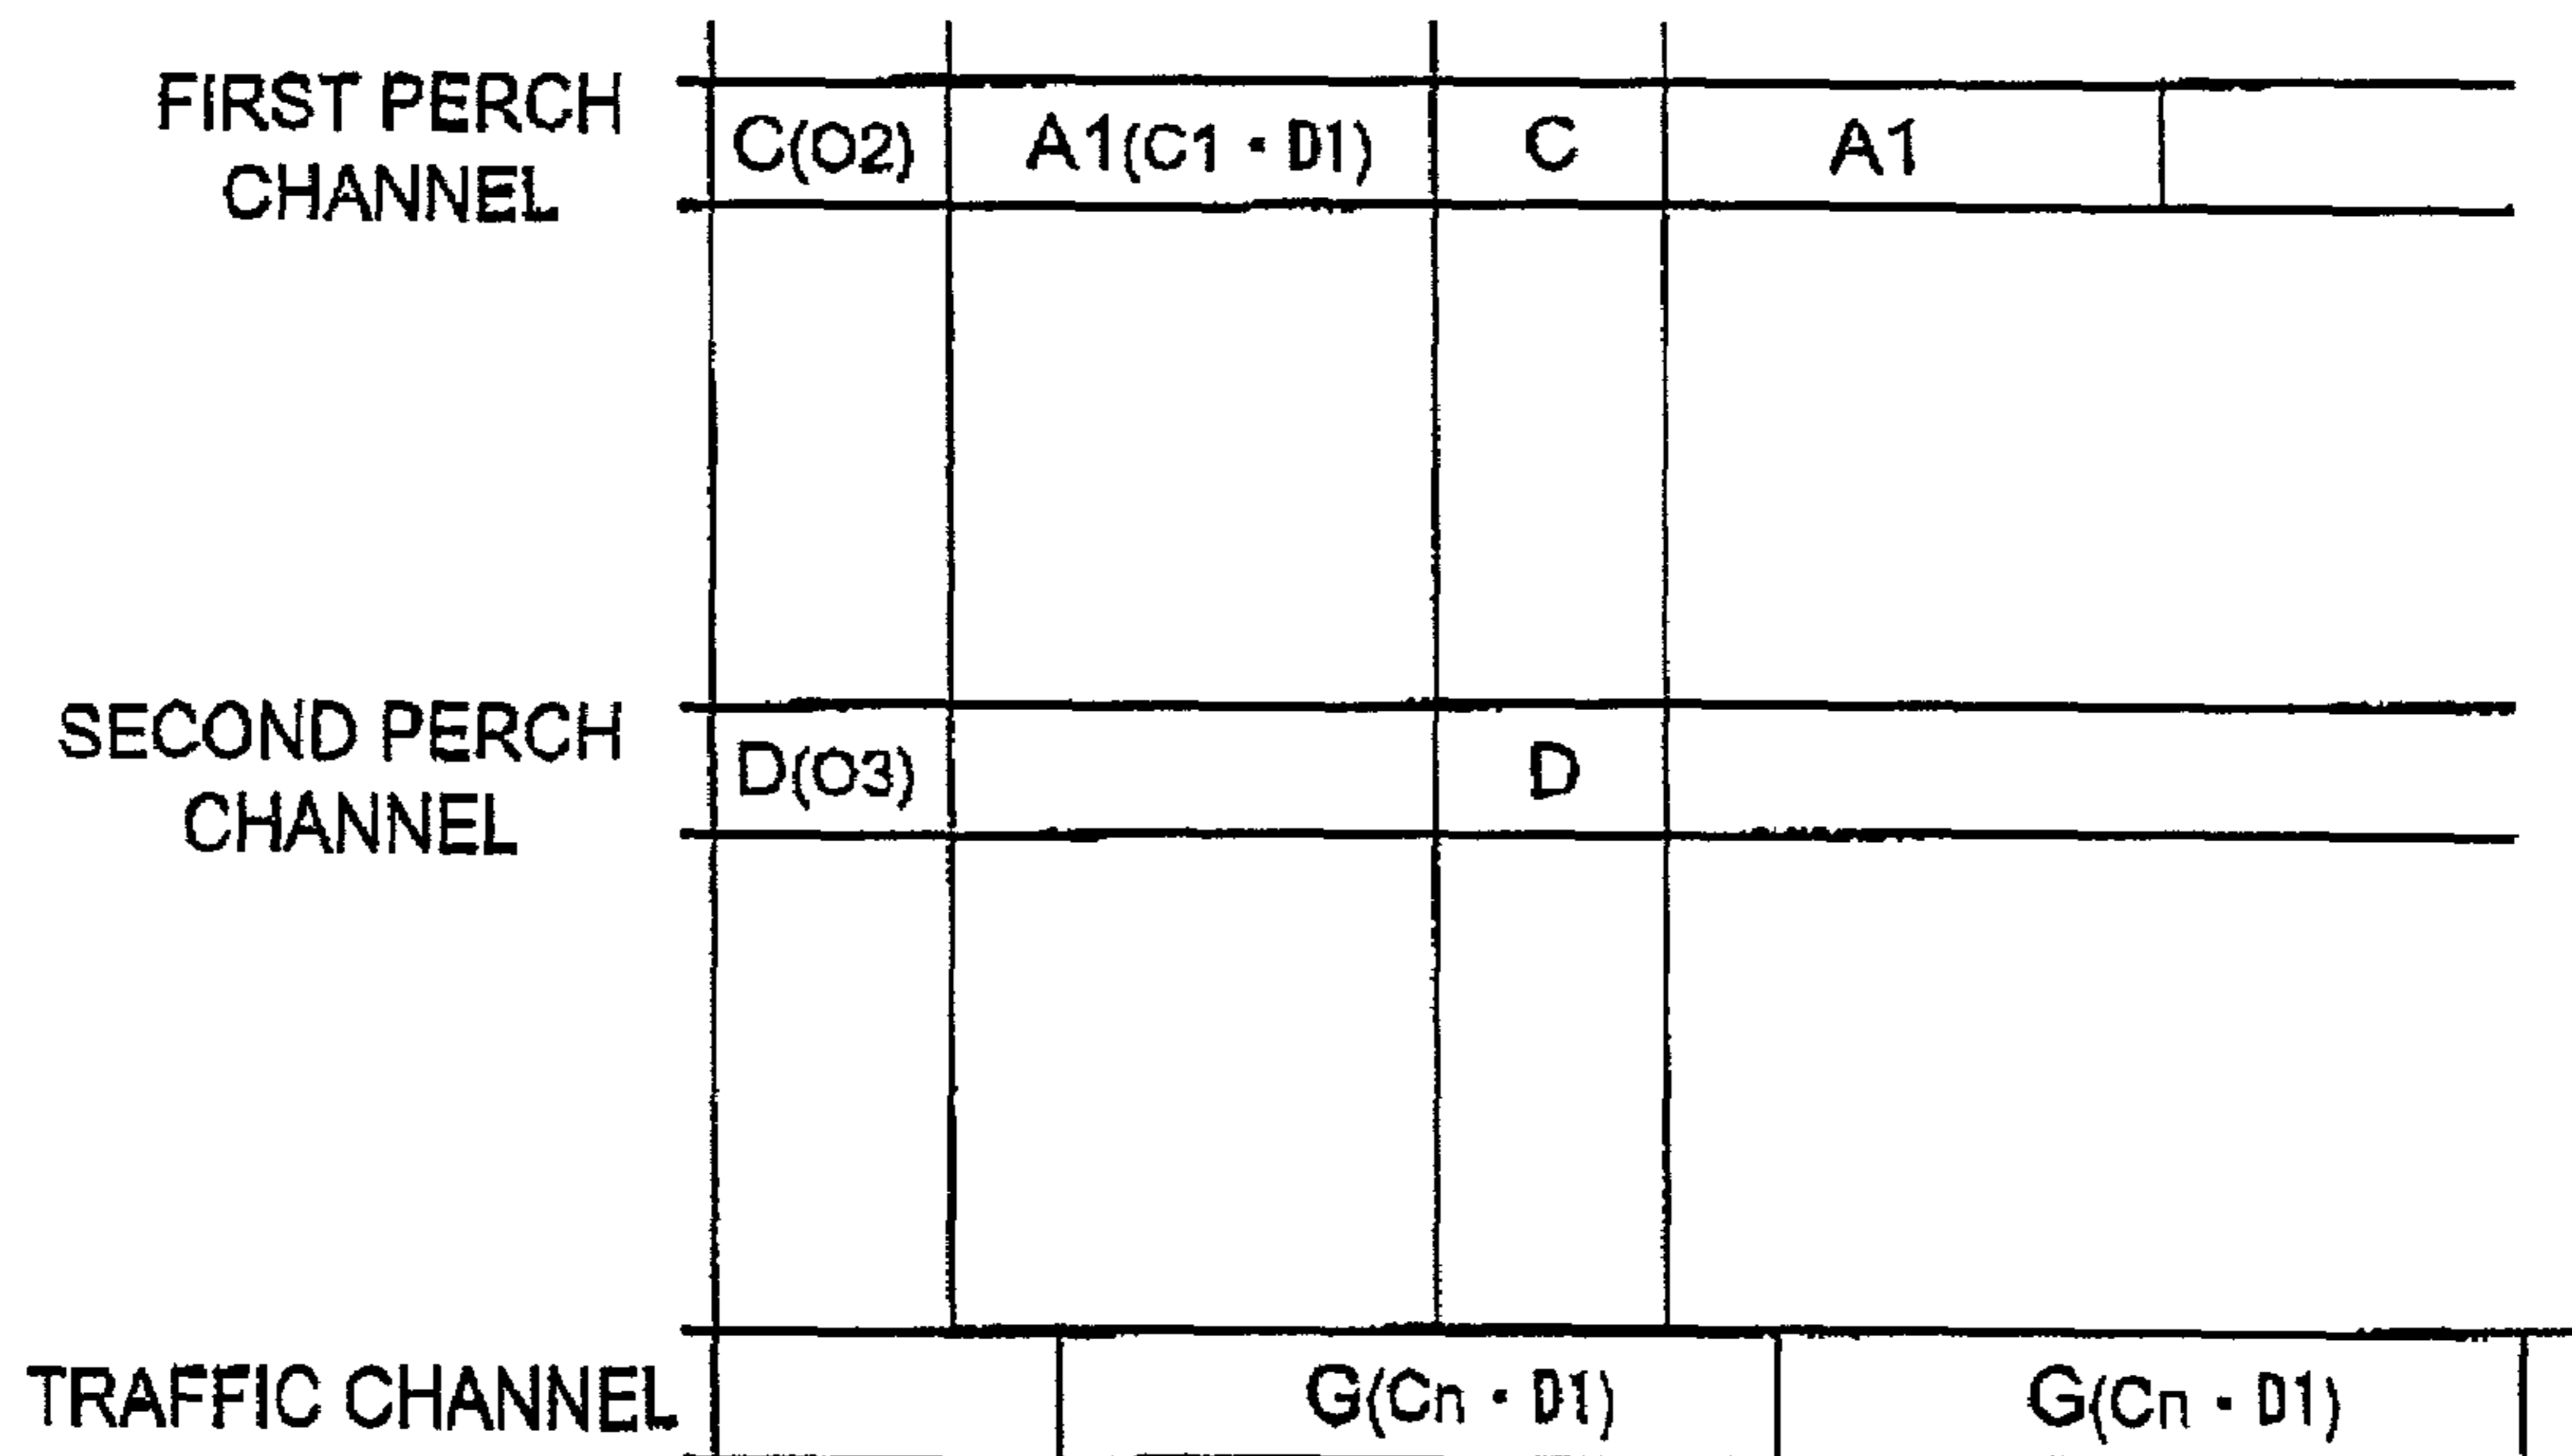 FIRST PERCH
CHANNEL
C(O2) A1(C1・D1) C A1
SECOND PERCH
CHANNEL
D(O3) D
TRAFFIC CHANNEL
G(Cn・D1) G(Cn・D1)